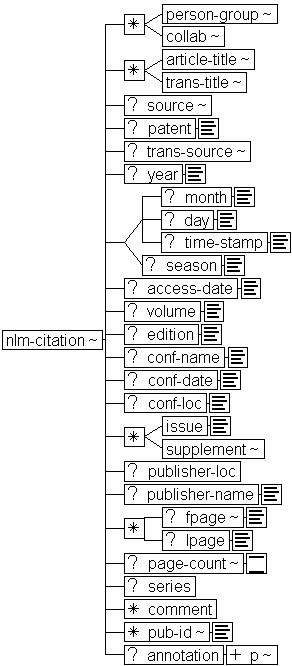 * person-group ~
collab ~
* article-title ~
trans-title ~
? source ~
? patent
? trans-source ~
? year
? month
? day
? time-stamp
? season
? access-date
? volume
? edition
nlm-citation ~
? conf-name
? conf-date
? conf-loc
* issue
supplement ~
? publisher-loc
? publisher-name
* ? fpage ~
? lpage
? page-count ~
? series
* comment
* pub-id ~
? annotation + p ~